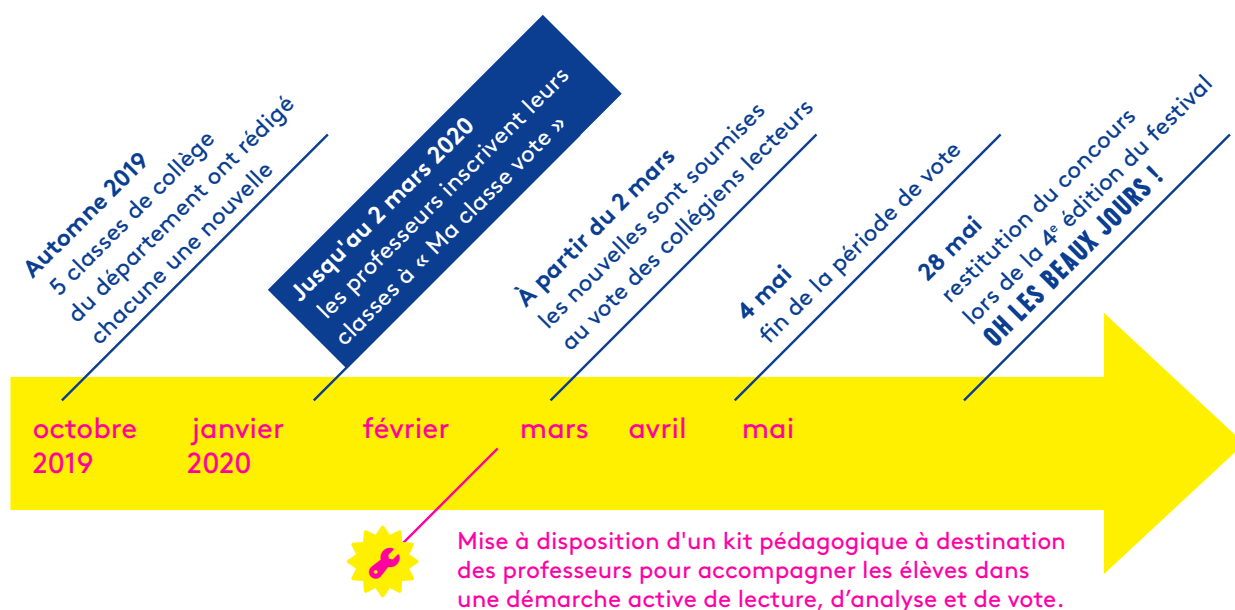 Automne 2019
5 classes de collège
du département ont rédigé
chacune une nouvelle
Jusqu'au 2 mars 2020
les professeurs inscrivent leurs
classes à « Ma classe vote »
À partir du 2 mars
les nouvelles sont soumises
au vote des collégiens lecteurs
4 mai
fin de la période de vote
28 mai
restitution du concours
lors de la 4e édition du festival
OH LES BEAUX JOURS !
octobre
2019
janvier
2020
février
mars
avril
mai
Mise à disposition d'un kit pédagogique à destination
des professeurs pour accompagner les élèves dans
une démarche active de lecture, d’analyse et de vote.